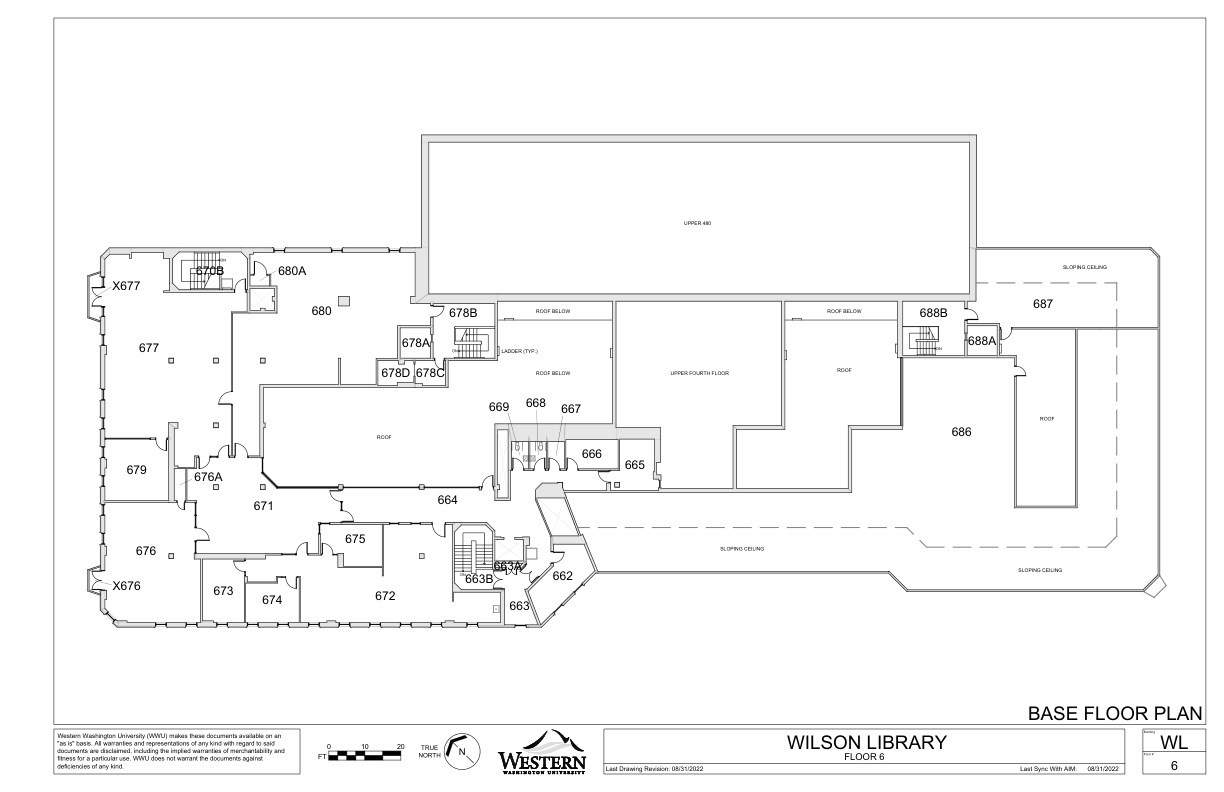 UPPER 480
SLOPING CEILING
670B
680A
X677
680
678B
ROOF BELOW
ROOF BELOW
688B
687
677
678A
DN
LADDER (TYP.)
688A
DN
678D
678C
ROOF BELOW
UPPER FOURTH FLOOR
ROOF
669
668
667
ROOF
686
ROOF
679
676A
666
665
671
664
676
675
SLOPING CEILING
X676
673
674
672
DN
663B
663A
662
663
SLOPING CEILING
BASE FLOOR PLAN
Western Washington University (WWU) makes these documents available on an
"as is" basis. All warranties and representations of any kind with regard to said
documents are disclaimed, including the implied warranties of merchantability and
fitness for a particular use. WWU does not warrant the documents against
deficiencies of any kind.
0 10 20
FT
TRUE
NORTH
N
WESTERN
WASHINGTON UNIVERSITY
WILSON LIBRARY
FLOOR 6
Last Drawing Revision: 08/31/2022
Last Sync With AIM: 08/31/2022
Building
WL
6